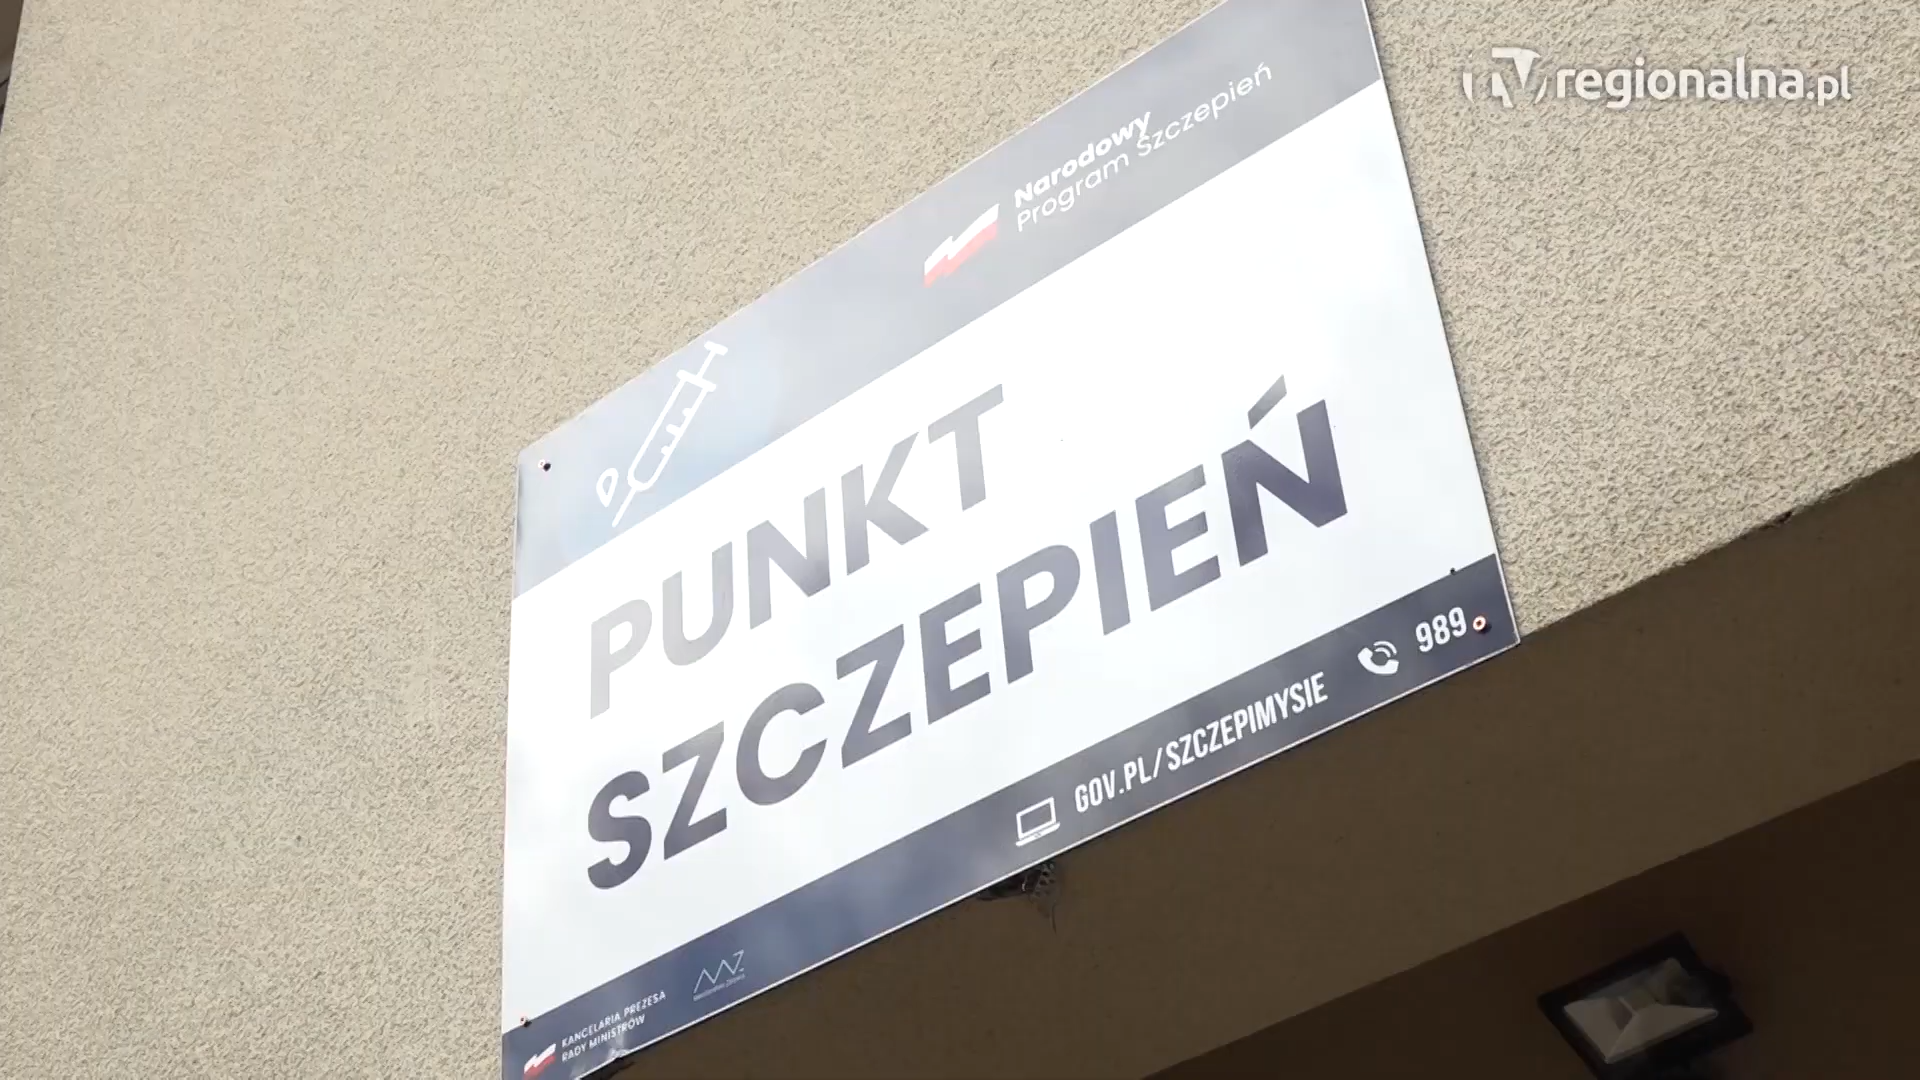 regionalna.pl
Narodowy
Program Szczepień
PUNKT
SZCZEPIEŃ
GOV.PL/SZCZEPIMYSIE 989
KANCELARIA PREZESA
RADY MINISTRÓW